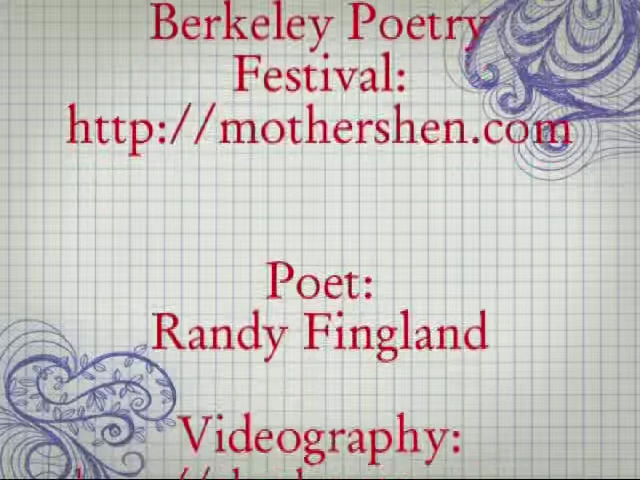 Berkeley Poetry
Festival:
http://mothershen.com
Poet:
Randy Fingland
Videography: